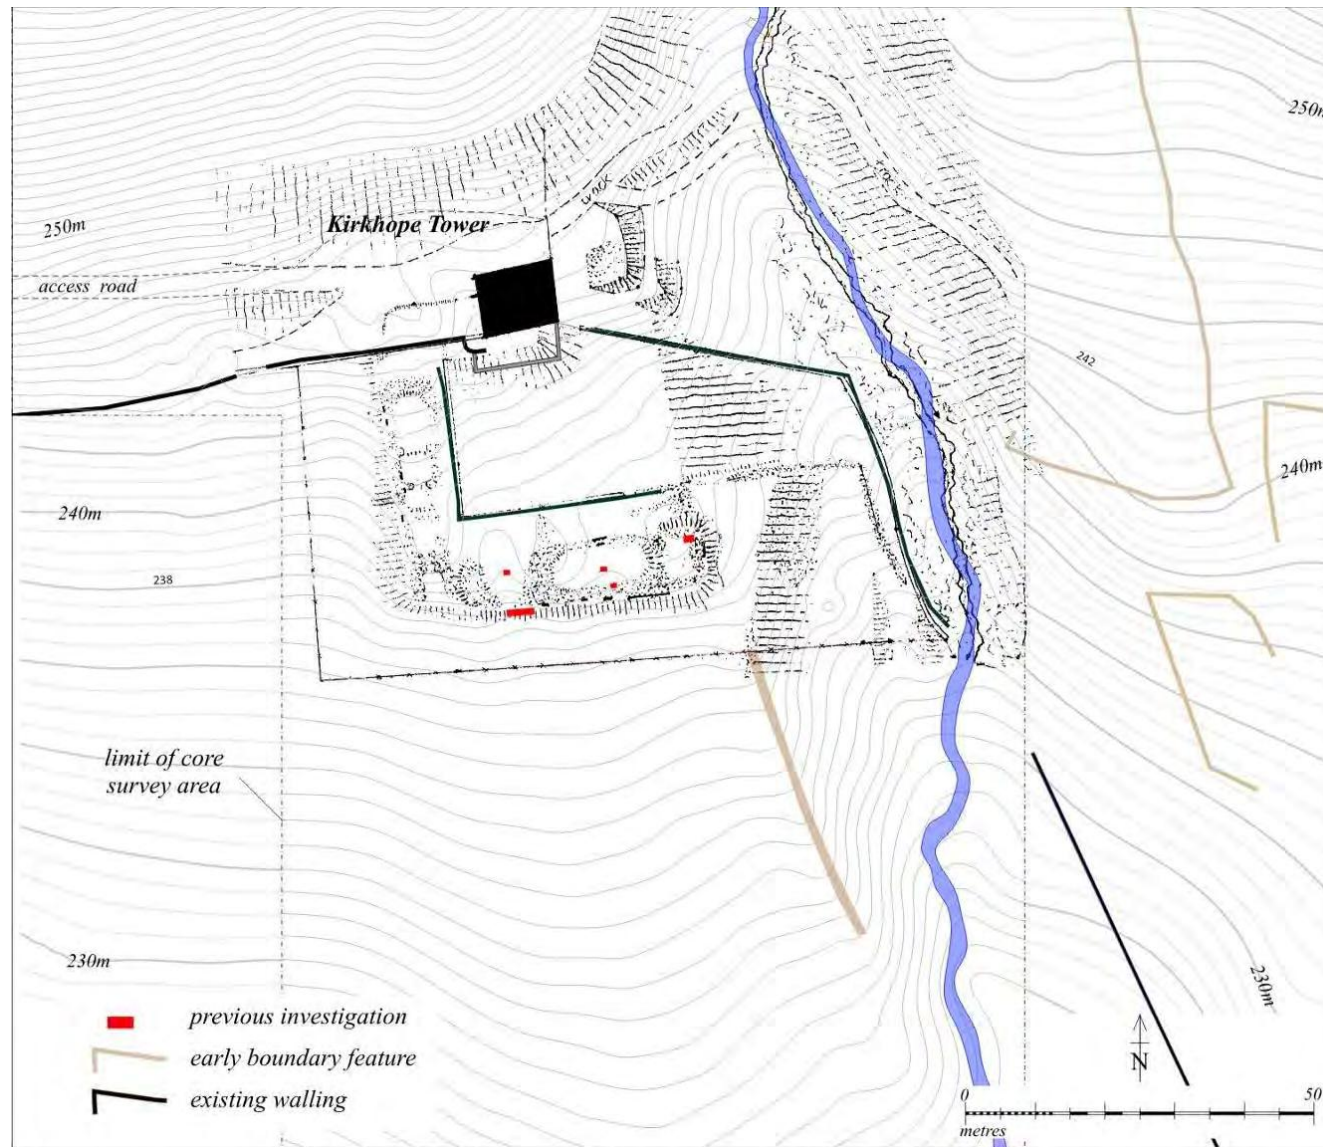 250m
track
250m
Kirkhope Tower
access road
242
240m
240m
238
limit of core
survey area
230m
230m
previous investigation
early boundary feature
existing walling
N
0
50
metres